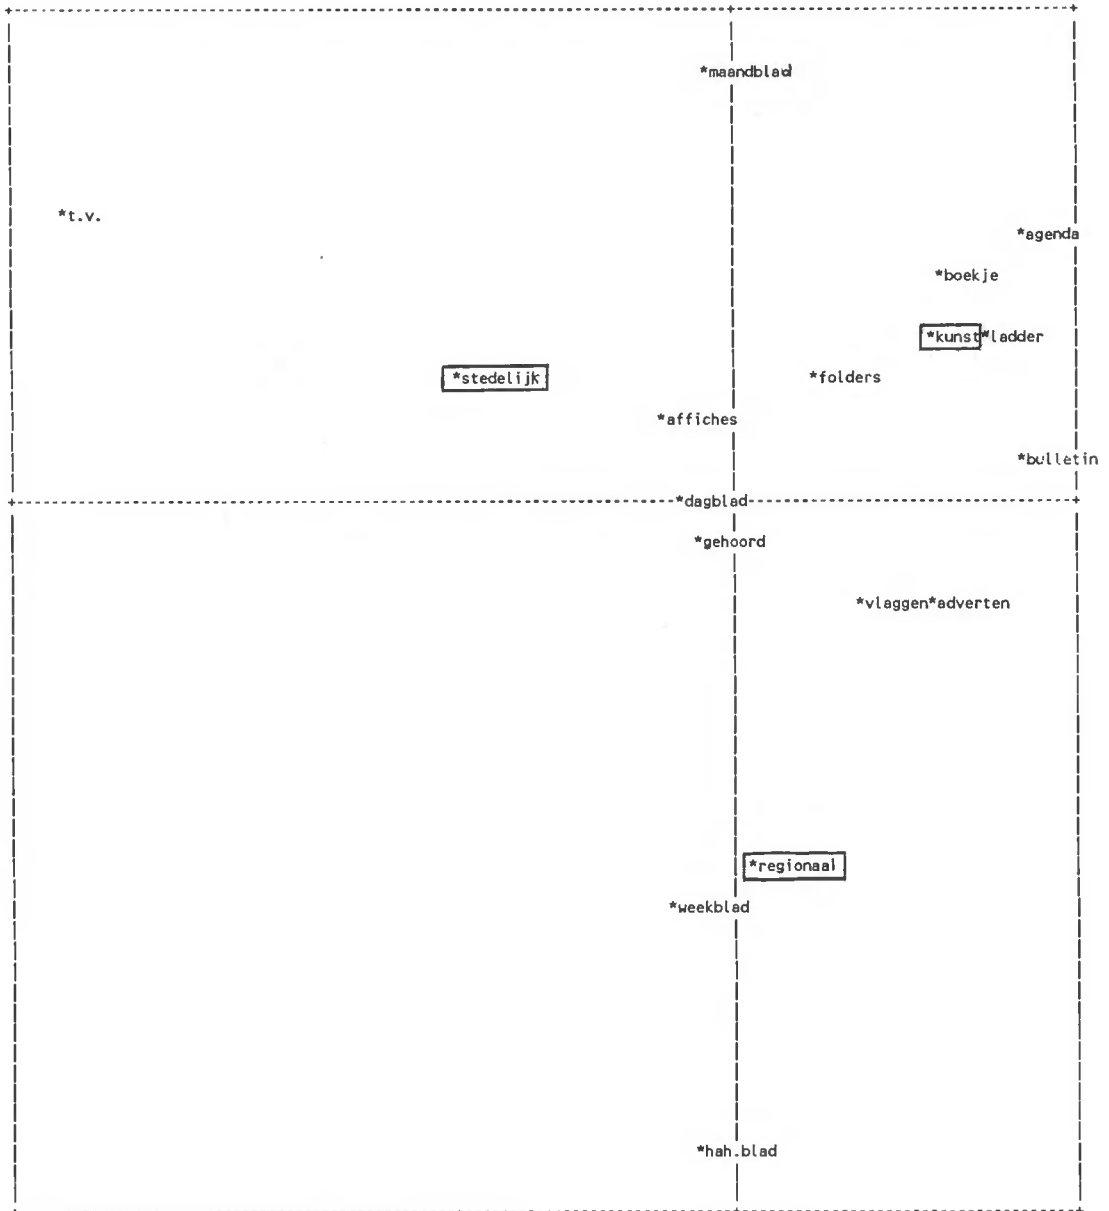 *maandblad
*t.v.
*agenda
*boekje
*kunst*ladder
*stedelijk
*folders
*affiches
*bulletin
*dagblad
*gehoord
*vlaggen*adverten
*regionaal
*weekblad
*hah.blad